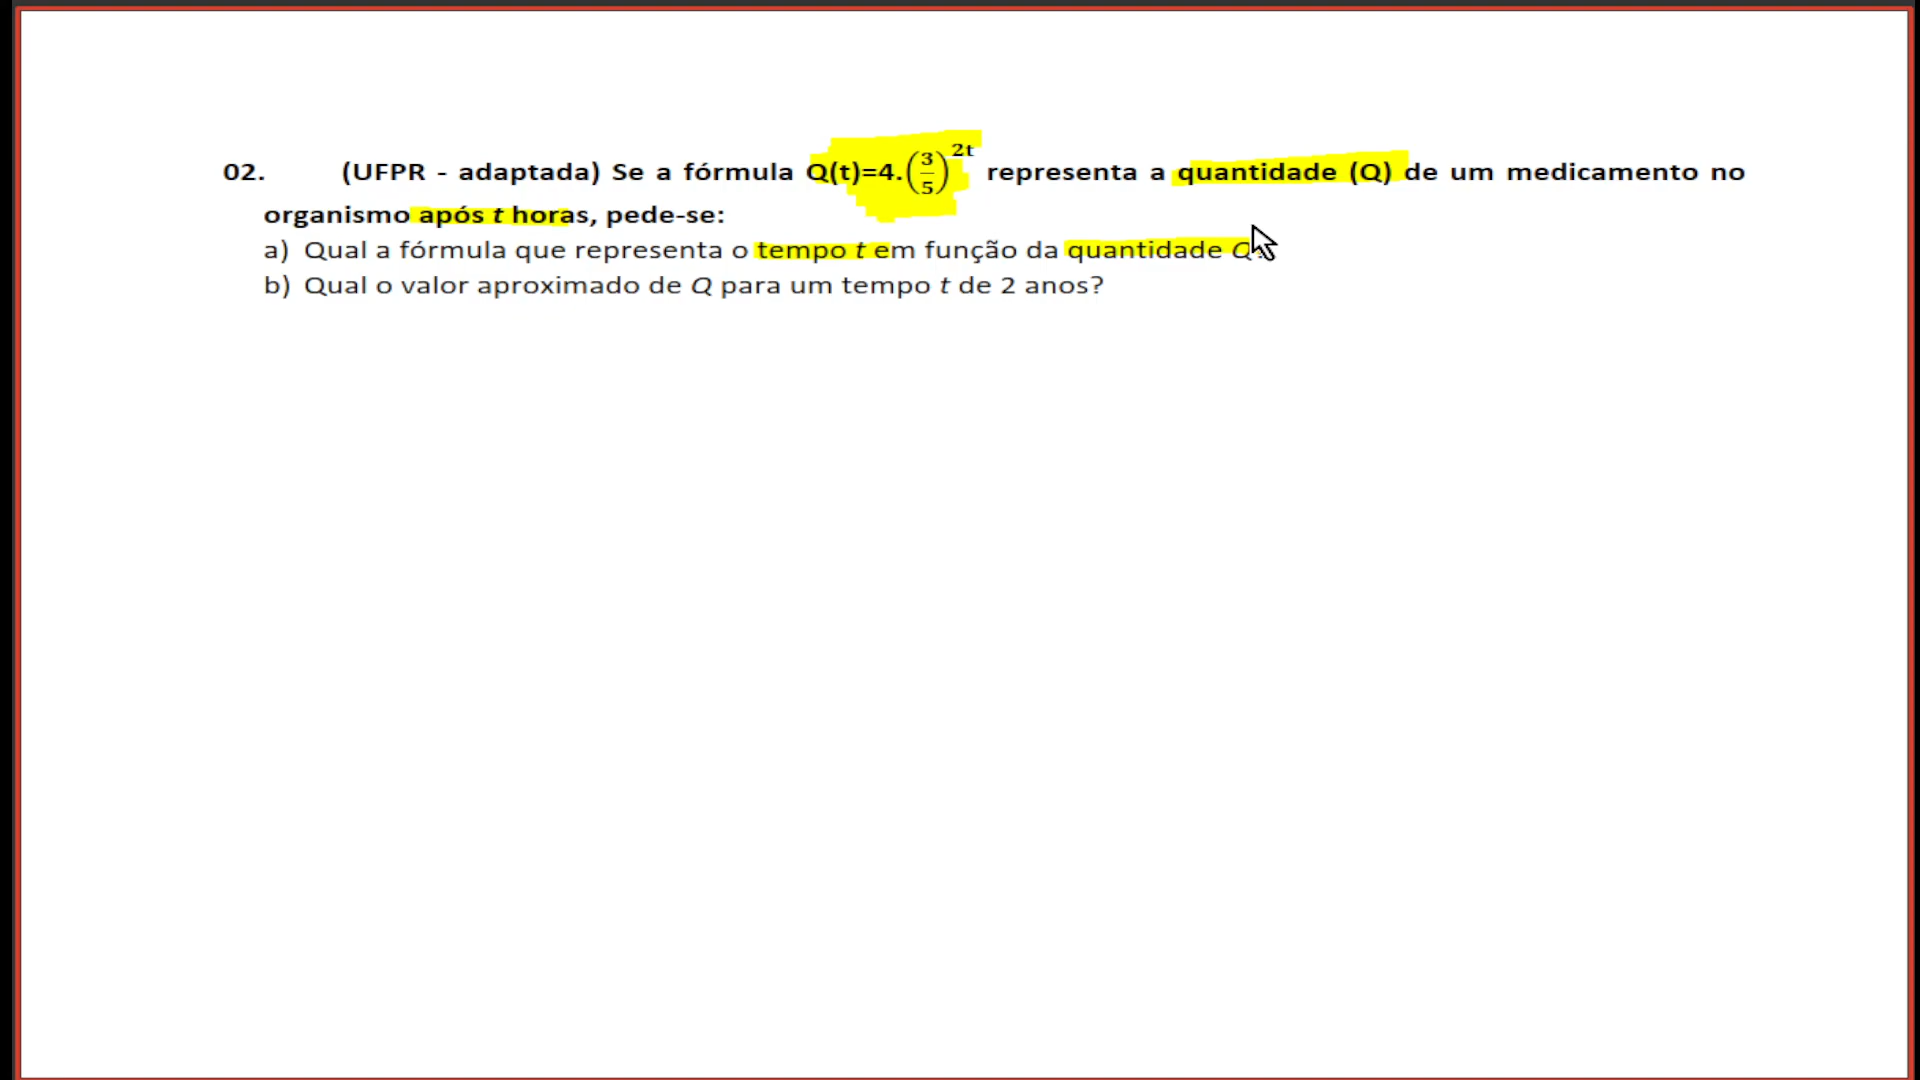 02. (UFPR - adaptada) Se a fórmula Q(t)=4.(3/5)^2t representa a quantidade (Q) de um medicamento no
organismo após t horas, pede-se:
a) Qual a fórmula que representa o tempo t em função da quantidade Q
b) Qual o valor aproximado de Q para um tempo t de 2 anos?